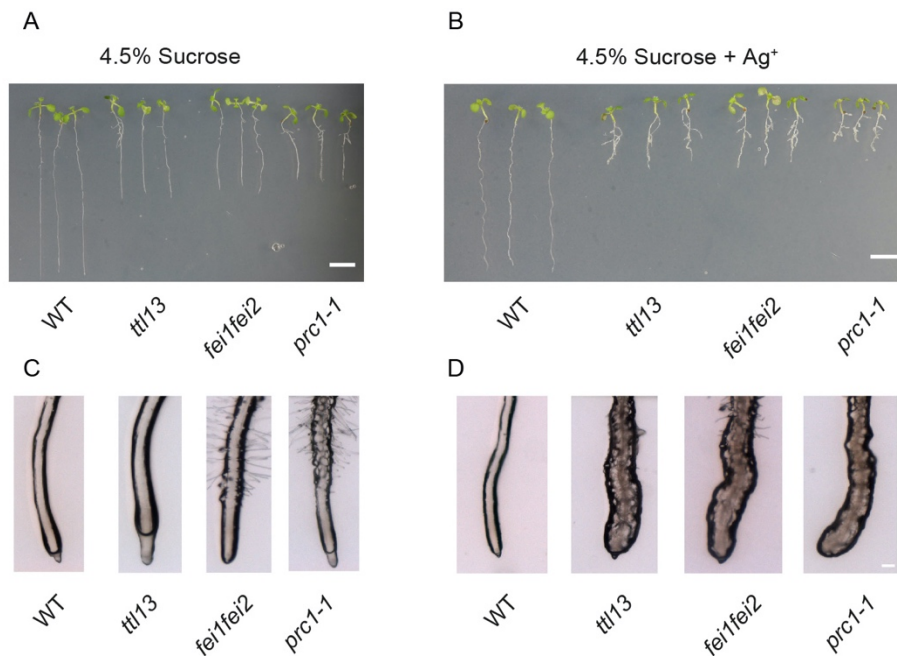 A
4.5% Sucrose
WT
ttl13
fei1fei2
prc1-1
B
4.5% Sucrose + Ag⁺
WT
ttl13
fei1fei2
prc1-1
C
WT
ttl13
fei1fei2
prc1-1
D
WT
ttl13
fei1fei2
prc1-1